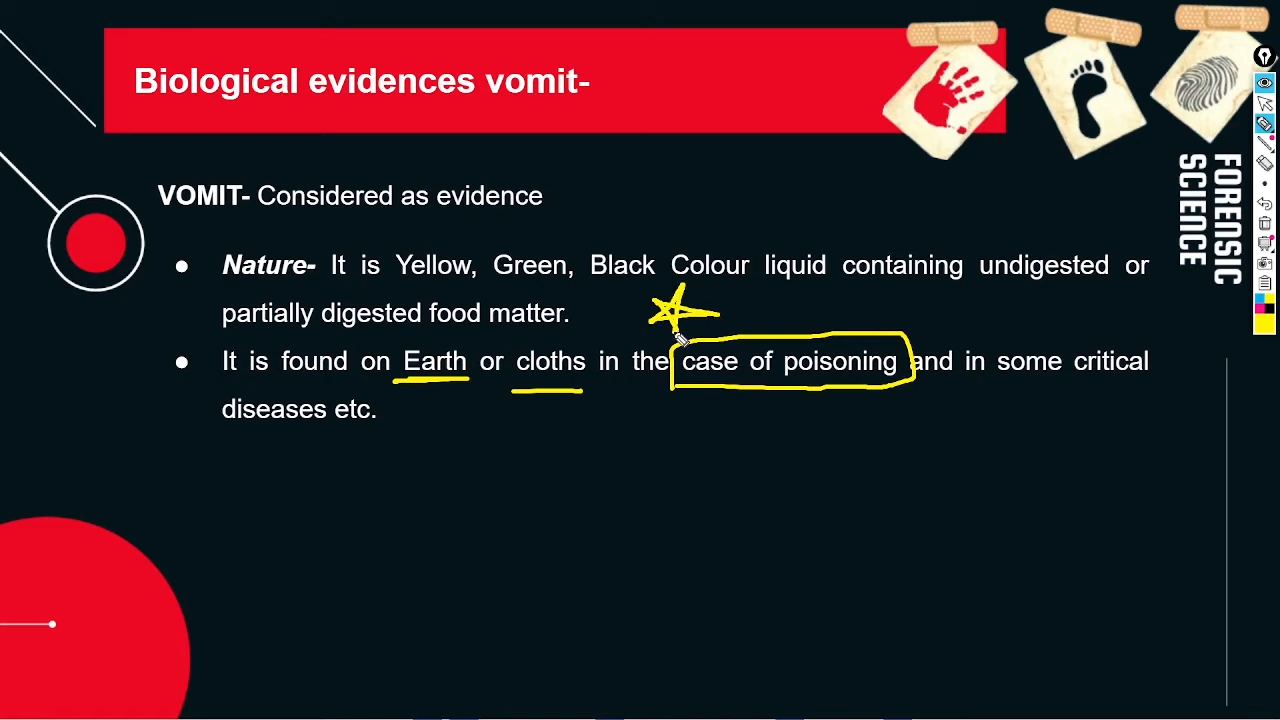 Biological evidences vomit-
FORENSIC
SCIENCE
VOMIT- Considered as evidence
● Nature- It is Yellow, Green, Black Colour liquid containing undigested or
partially digested food matter.
● It is found on Earth or cloths in the case of poisoning and in some critical
diseases etc.